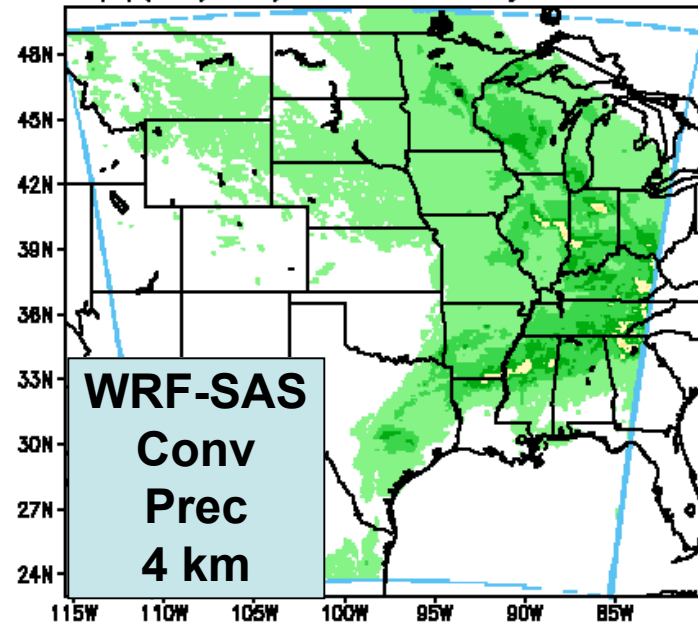 48N
45N
42N
39N
36N
33N
30N
27N
24N
WRF-SAS
Conv
Prec
4 km
115W 110W 105W 100W 95W 90W 85W